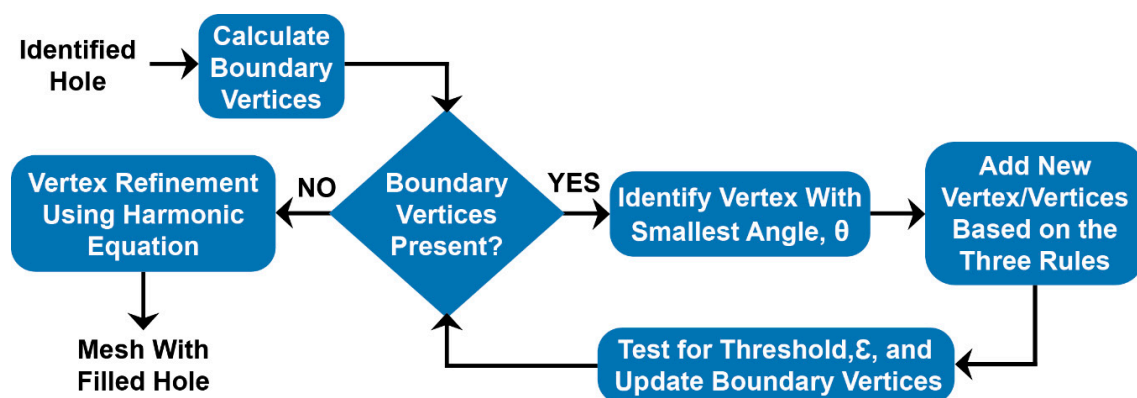 Identified
Hole
Calculate
Boundary
Vertices
Boundary
Vertices
Present?
NO
Vertex Refinement
Using Harmonic
Equation
Mesh With
Filled Hole
YES
Identify Vertex With
Smallest Angle, θ
Add New
Vertex/Vertices
Based on the
Three Rules
Test for Threshold,Ɛ, and
Update Boundary Vertices